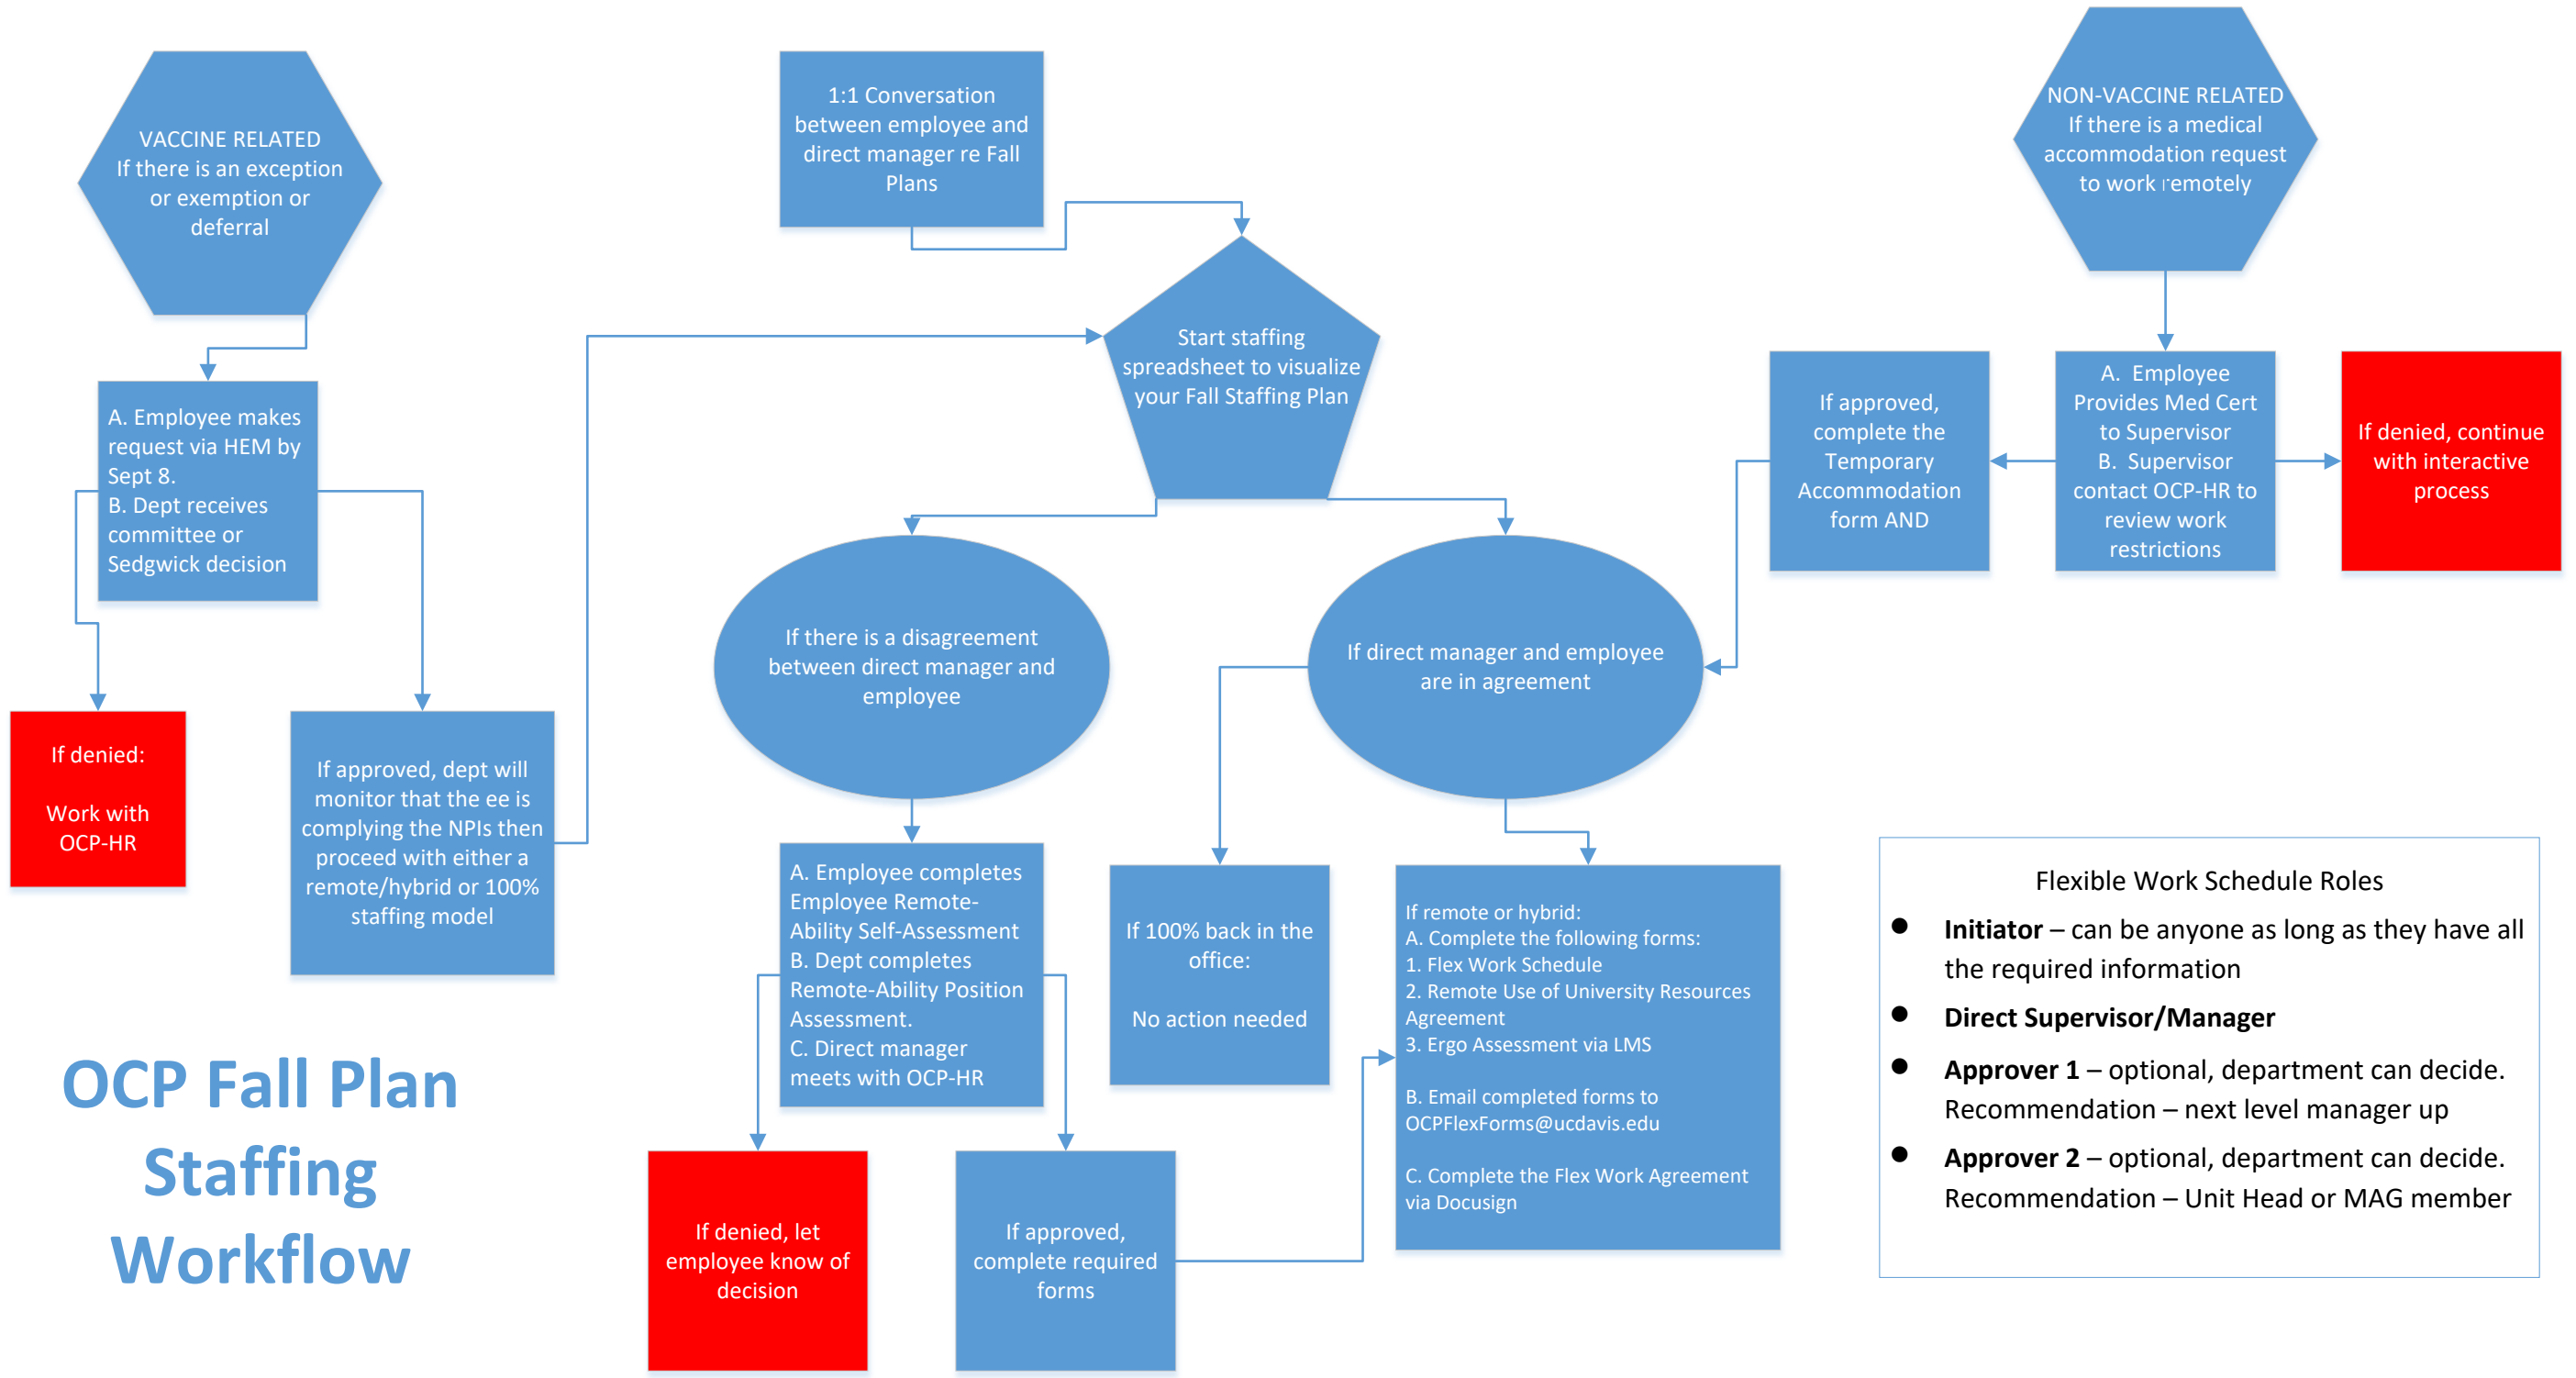 VACCINE RELATED
If there is an exception
or exemption or
deferral
1:1 Conversation
between employee and
direct manager re Fall
Plans
NON-VACCINE RELATED
If there is a medical
accommodation request
to work remotely
Start staffing
spreadsheet to visualize
your Fall Staffing Plan
A. Employee makes
request via HEM by
Sept 8.
B. Dept receives
committee or
Sedgwick decision
If approved,
complete the
Temporary
Accommodation
form AND
A. Employee
Provides Med Cert
to Supervisor
B. Supervisor
contact OCP-HR to
review work
restrictions
If denied, continue
with interactive
process
If there is a disagreement
between direct manager and
employee
If direct manager and employee
are in agreement
If denied:
Work with
OCP-HR
If approved, dept will
monitor that the ee is
complying the NPIs then
proceed with either a
remote/hybrid or 100%
staffing model
A. Employee completes
Employee Remote-
Ability Self-Assessment
B. Dept completes
Remote-Ability Position
Assessment.
C. Direct manager
meets with OCP-HR
If 100% back in the
office:
No action needed
If remote or hybrid:
A. Complete the following forms:
1. Flex Work Schedule
2. Remote Use of University Resources
Agreement
3. Ergo Assessment via LMS
B. Email completed forms to
OCPFlexForms@ucdavis.edu
C. Complete the Flex Work Agreement
via Docusign
Flexible Work Schedule Roles
● Initiator – can be anyone as long as they have all
the required information
● Direct Supervisor/Manager
● Approver 1 – optional, department can decide.
Recommendation – next level manager up
● Approver 2 – optional, department can decide.
Recommendation – Unit Head or MAG member
OCP Fall Plan
Staffing
Workflow
If denied, let
employee know of
decision
If approved,
complete required
forms